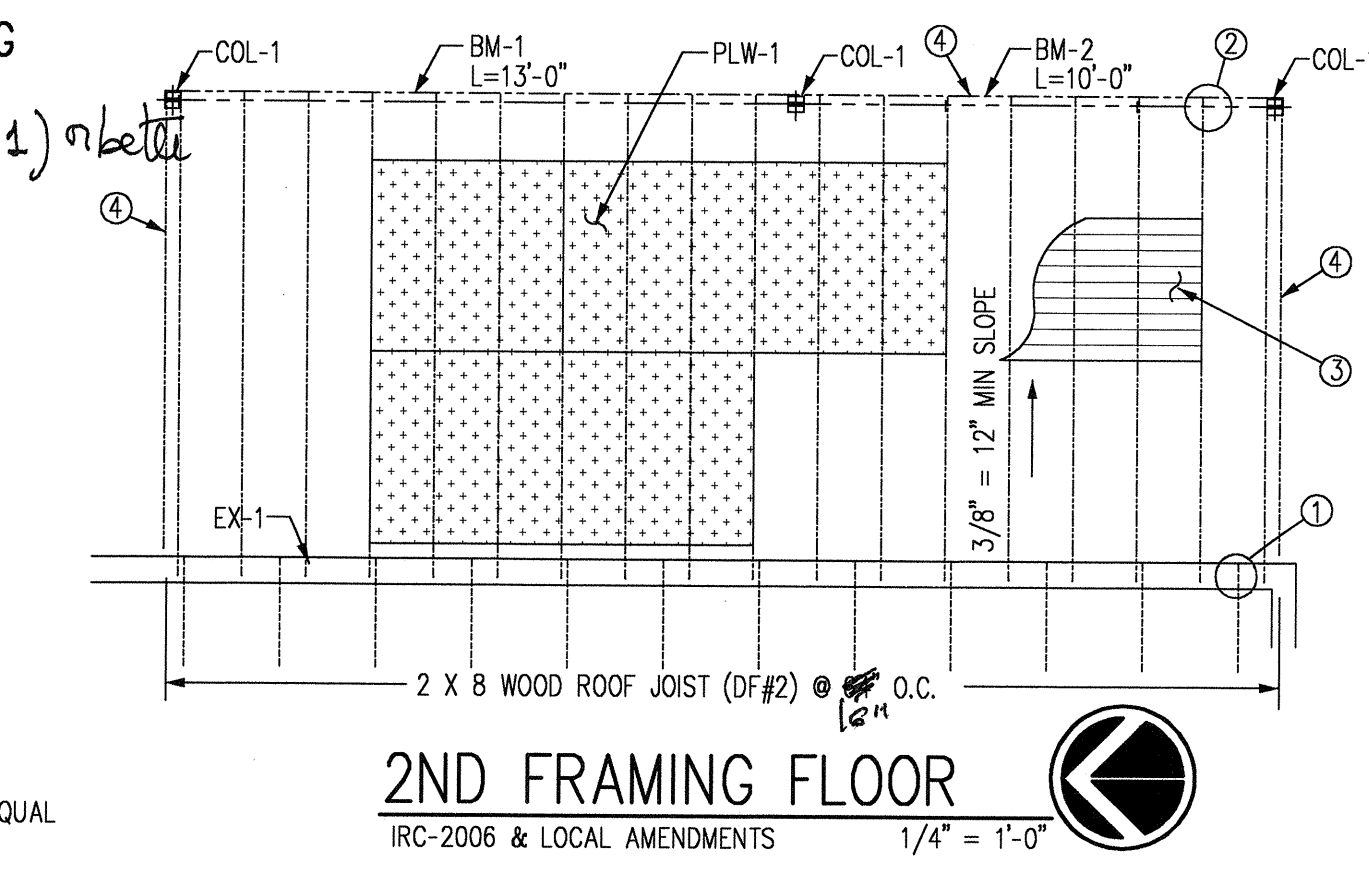 G
COL-1
BM-1
L=13'-0"
PLW-1
COL-1
4
BM-2
L=10'-0"
2
COL-
1)
4
4
3
3/8" = 12" MIN SLOPE
EX-1
1
2 X 8 WOOD ROOF JOIST (DF#2) @ O.C.
16"
2ND FRAMING FLOOR
QUAL
IRC-2006 & LOCAL AMENDMENTS 1/4" = 1'-0"